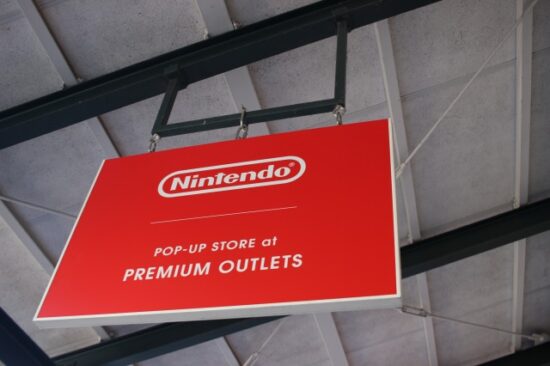 Nintendo®
POP-UP STORE at
PREMIUM OUTLETS